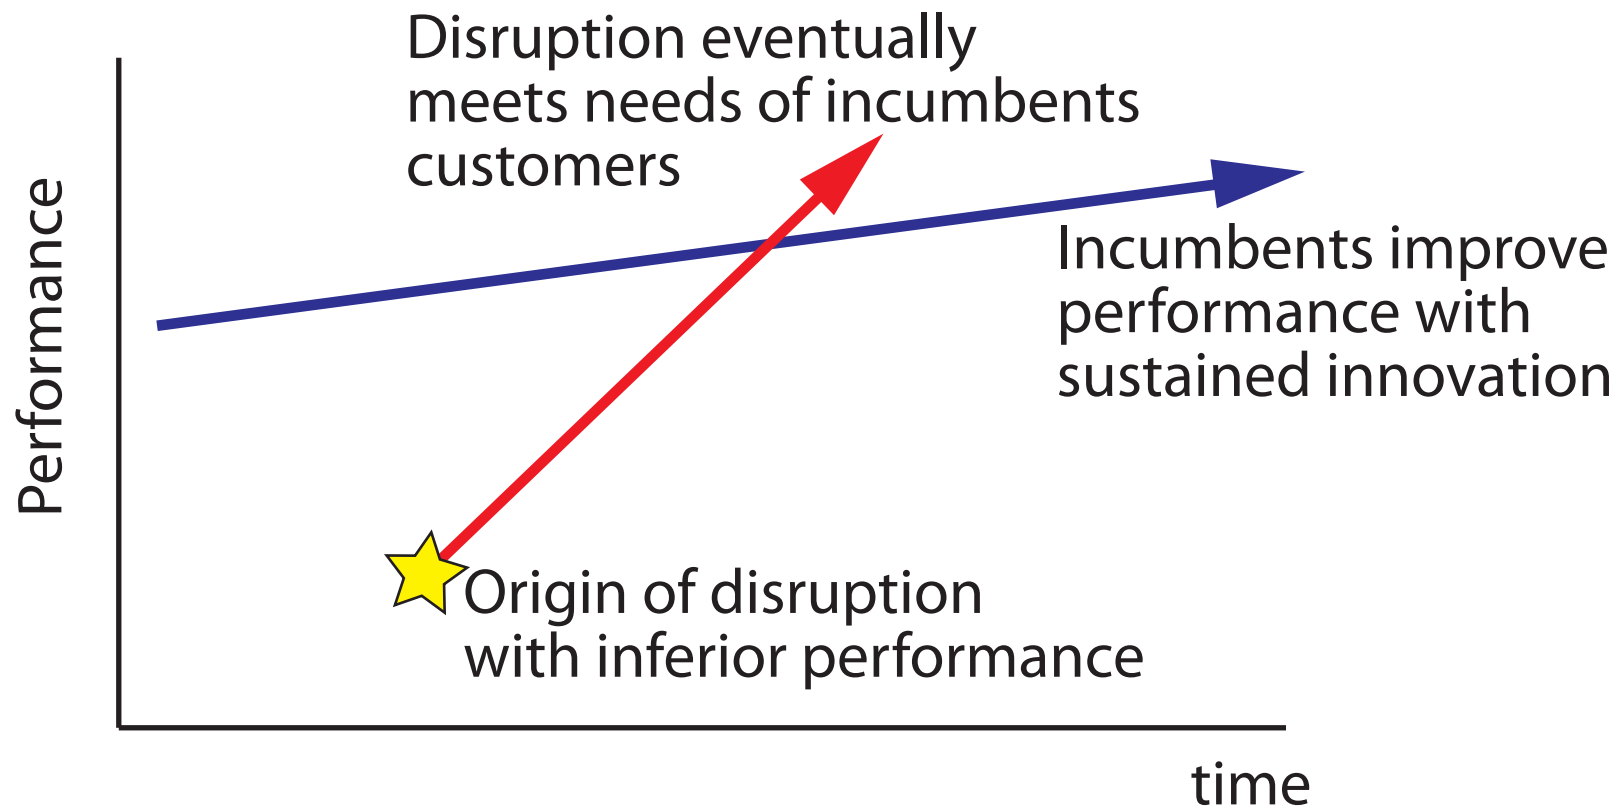 Disruption eventually
meets needs of incumbents
customers
Performance
Incumbents improve
performance with
sustained innovation
Origin of disruption
with inferior performance
time